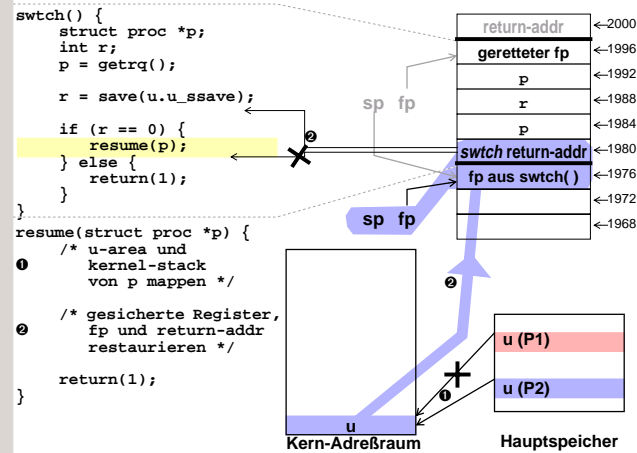 swtch() {
struct proc *p;
int r;
p = getrq();
r = save(u.u_ssave);
if (r == 0) {
resume(p);
} else {
return(1);
}
}
resume(struct proc *p) {
❶ /* u-area und
kernel-stack
von p mappen */
❷ /* gesicherte Register,
fp und return-addr
restaurieren */
return(1);
}
return-addr
geretteter fp
p
r
p
swtch return-addr
fp aus swtch( )
2000
1996
1992
1988
1984
1980
1976
1972
1968
sp fp
❷
sp fp
❷
u
Kern-Adreßraum
❶
u (P1)
u (P2)
Hauptspeicher